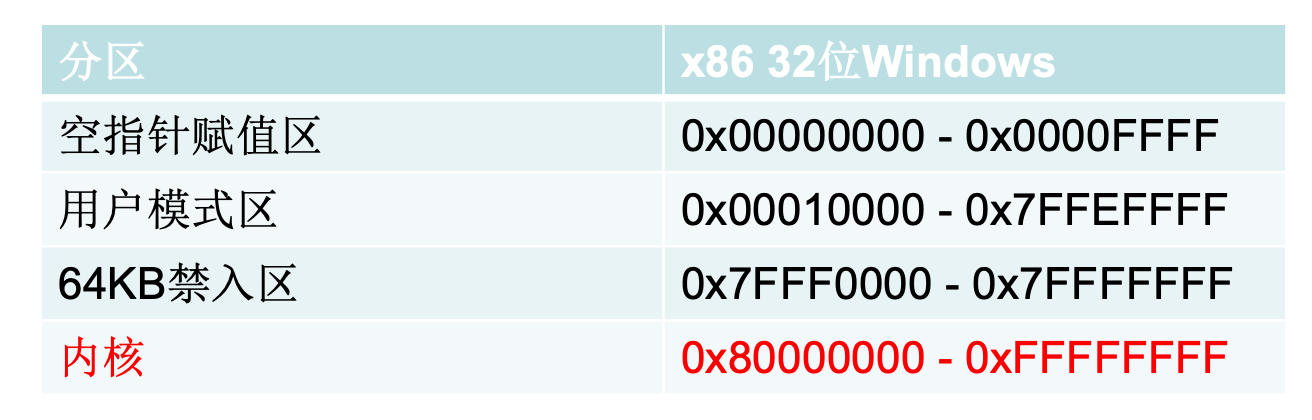 分区 x86 32位Windows
空指针赋值区 0x00000000 - 0x0000FFFF
用户模式区 0x00010000 - 0x7FFEFFFF
64KB禁入区 0x7FFF0000 - 0x7FFFFFFF
内核 0x80000000 - 0xFFFFFFFF